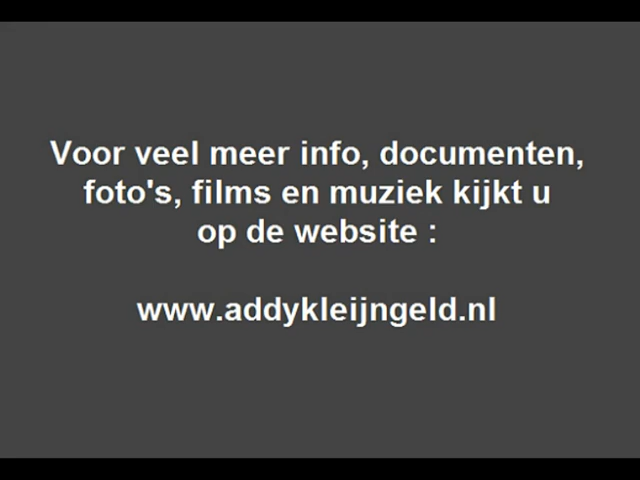 Voor veel meer info, documenten,
foto's, films en muziek kijkt u
op de website :
www.addykleijngeld.nl